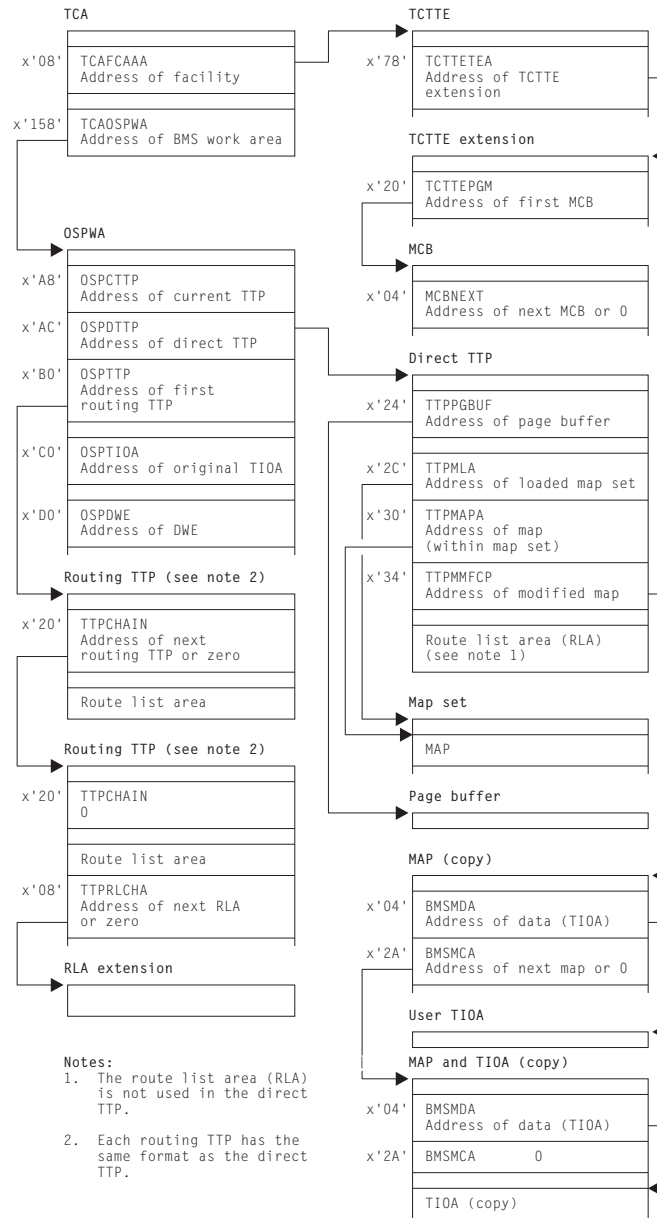 TCA
x'08' TCAFCAAA
Address of facility
x'158' TCAOSPWA
Address of BMS work area
OSPWA
x'A8' OSPCTTP
Address of current TTP
x'AC' OSPDTTP
Address of direct TTP
x'B0' OSPTTP
Address of first
routing TTP
x'C0' OSPTIOA
Address of original TIOA
x'D0' OSPDWE
Address of DWE
Routing TTP (see note 2)
x'20' TTPCHAIN
Address of next
routing TTP or zero
Route list area
Routing TTP (see note 2)
x'20' TTPCHAIN
0
Route list area
x'08' TTPRLCHA
Address of next RLA
or zero
RLA extension
Notes:
1. The route list area (RLA)
is not used in the direct
TTP.
2. Each routing TTP has the
same format as the direct
TTP.
TCTTE
x'78' TCTTETEA
Address of TCTTE
extension
TCTTE extension
x'20' TCTTEPGM
Address of first MCB
MCB
x'04' MCBNEXT
Address of next MCB or 0
Direct TTP
x'24' TTPPGBUF
Address of page buffer
x'2C' TTPMLA
Address of loaded map set
x'30' TTPMAPA
Address of map
(within map set)
x'34' TTPMMFCP
Address of modified map
Route list area (RLA)
(see note 1)
Map set
MAP
Page buffer
MAP (copy)
x'04' BMSMDA
Address of data (TIOA)
x'2A' BMSMCA
Address of next map or 0
User TIOA
MAP and TIOA (copy)
x'04' BMSMDA
Address of data (TIOA)
x'2A' BMSMCA 0
TIOA (copy)